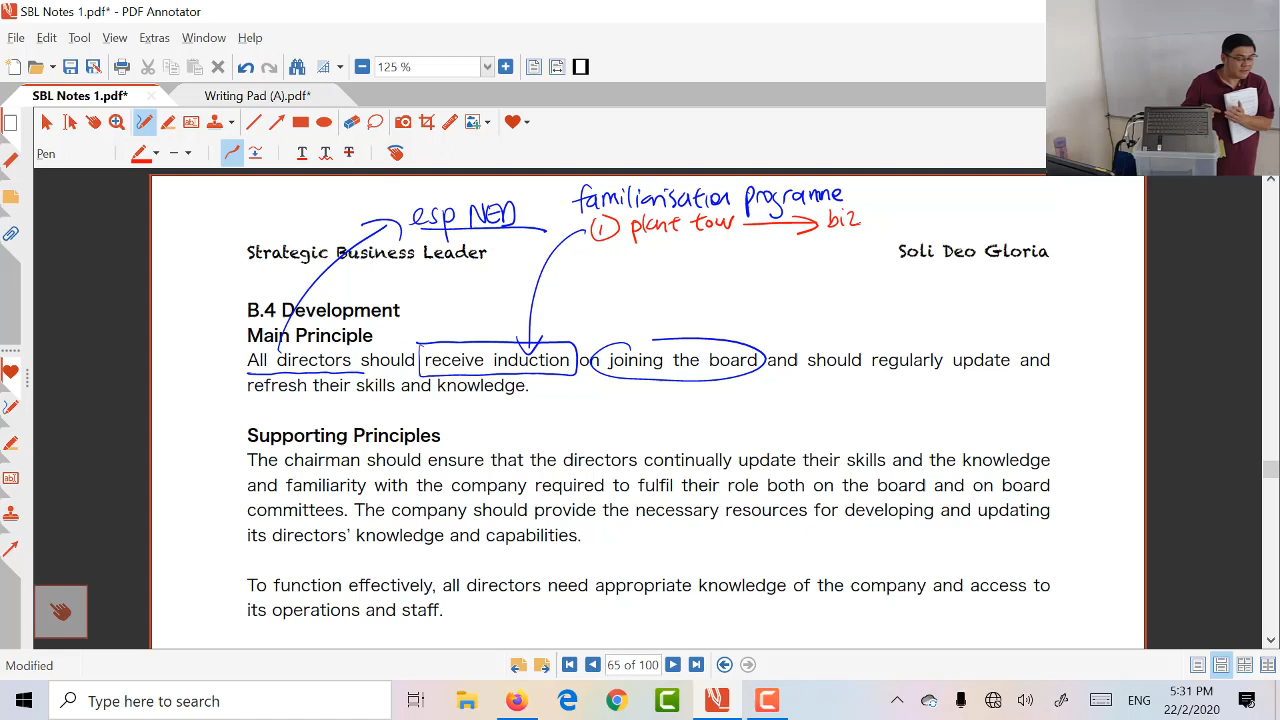 SBL Notes 1.pdf* - PDF Annotator
File Edit Tool View Extras Window Help
125 %
SBL Notes 1.pdf* Writing Pad (A).pdf*
Pen
familiarisation programme
esp NED
① plant tour → biz
Strategic Business Leader Soli Deo Gloria
B.4 Development
Main Principle
All directors should receive induction on joining the board and should regularly update and
refresh their skills and knowledge.
Supporting Principles
The chairman should ensure that the directors continually update their skills and the knowledge
and familiarity with the company required to fulfil their role both on the board and on board
committees. The company should provide the necessary resources for developing and updating
its directors’ knowledge and capabilities.
To function effectively, all directors need appropriate knowledge of the company and access to
its operations and staff.
Modified
65 of 100
Type here to search
ENG
5:31 PM
22/2/2020